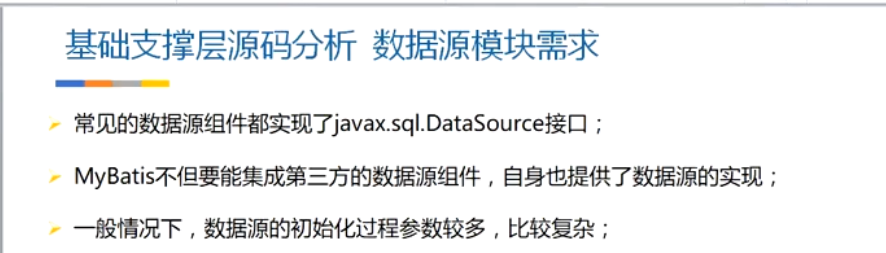 基础支撑层源码分析 数据源模块需求
常见的数据源组件都实现了javax.sql.DataSource接口；
MyBatis不但要能集成第三方的数据源组件，自身也提供了数据源的实现；
一般情况下，数据源的初始化过程参数较多，比较复杂；